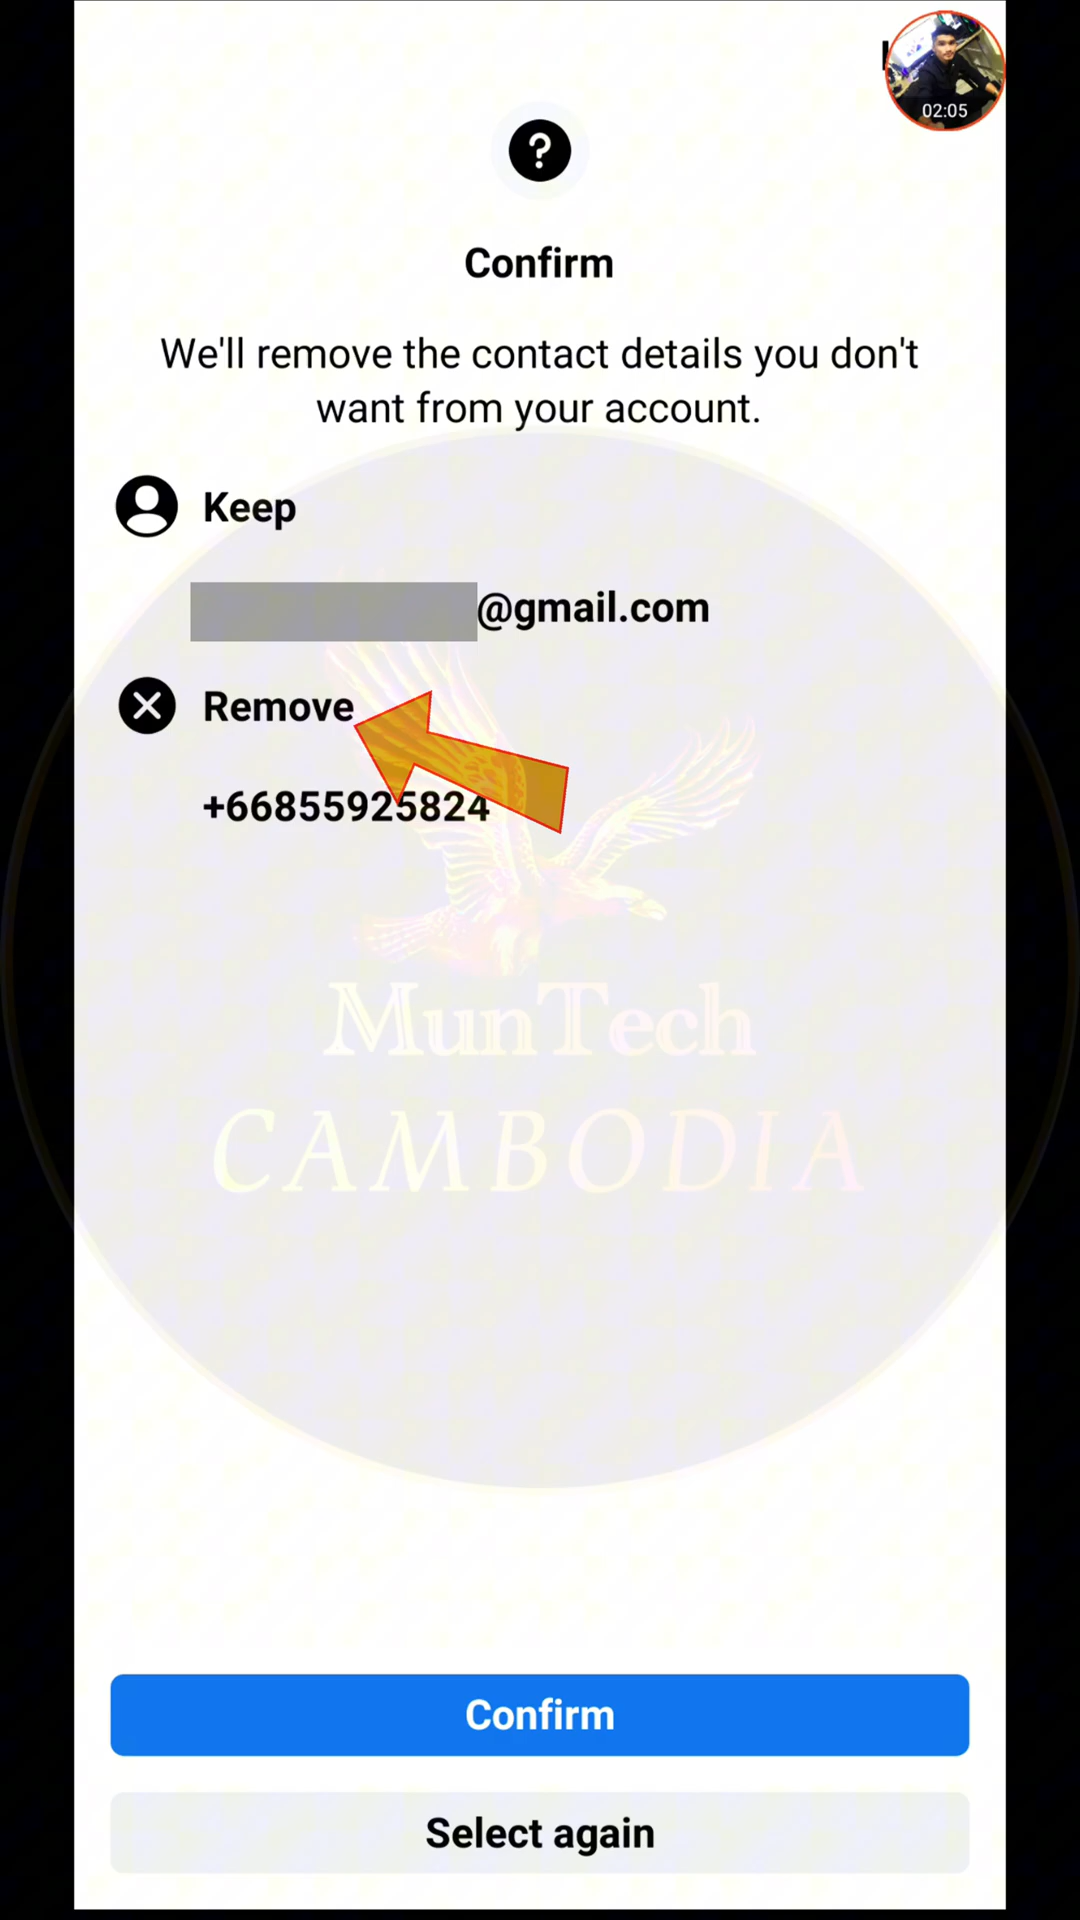 02:05
?
Confirm
We'll remove the contact details you don't
want from your account.
Keep
@gmail.com
Remove
+66855925824
MunTech
CAMBODIA
Confirm
Select again